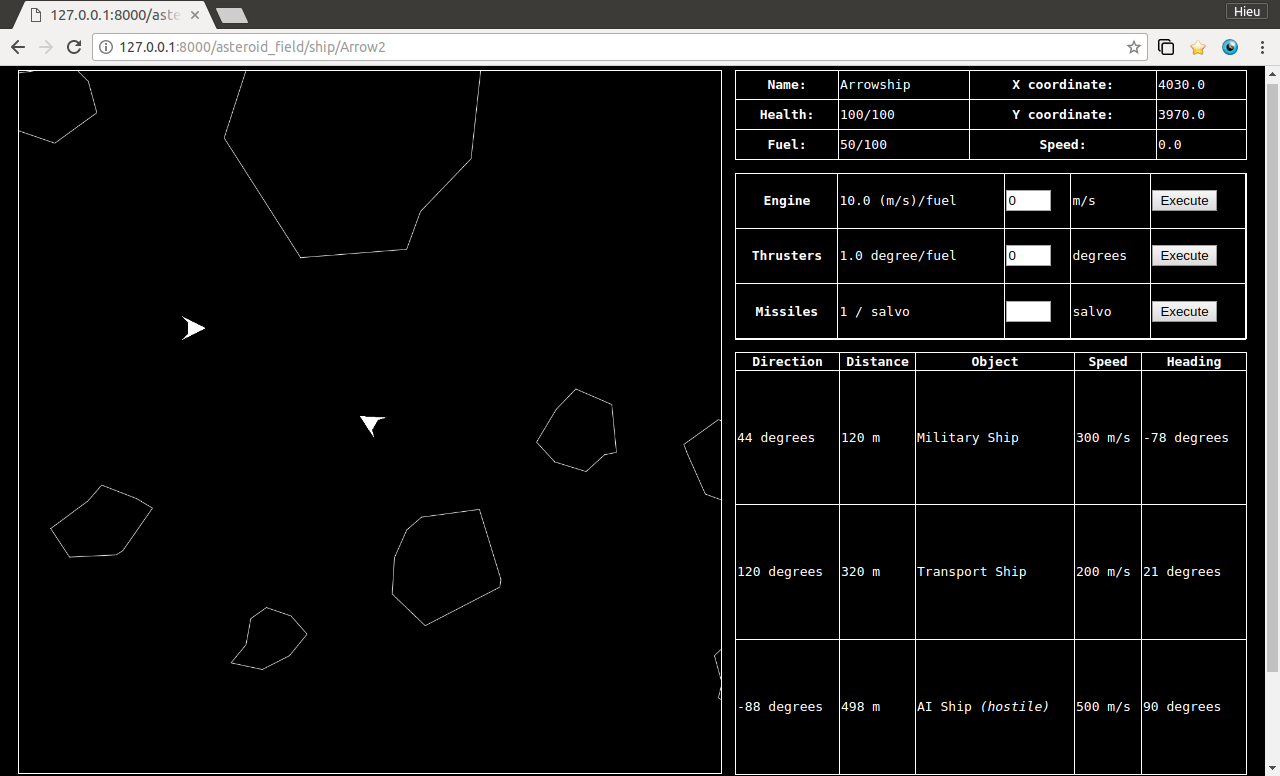 Hieu
127.0.0.1:8000/aste
127.0.0.1:8000/asteroid_field/ship/Arrow2
Name: Arrowship X coordinate: 4030.0
Health: 100/100 Y coordinate: 3970.0
Fuel: 50/100 Speed: 0.0
Engine 10.0 (m/s)/fuel 0 m/s Execute
Thrusters 1.0 degree/fuel 0 degrees Execute
Missiles 1 / salvo salvo Execute
Direction Distance Object Speed Heading
44 degrees 120 m Military Ship 300 m/s -78 degrees
120 degrees 320 m Transport Ship 200 m/s 21 degrees
-88 degrees 498 m AI Ship (hostile) 500 m/s 90 degrees